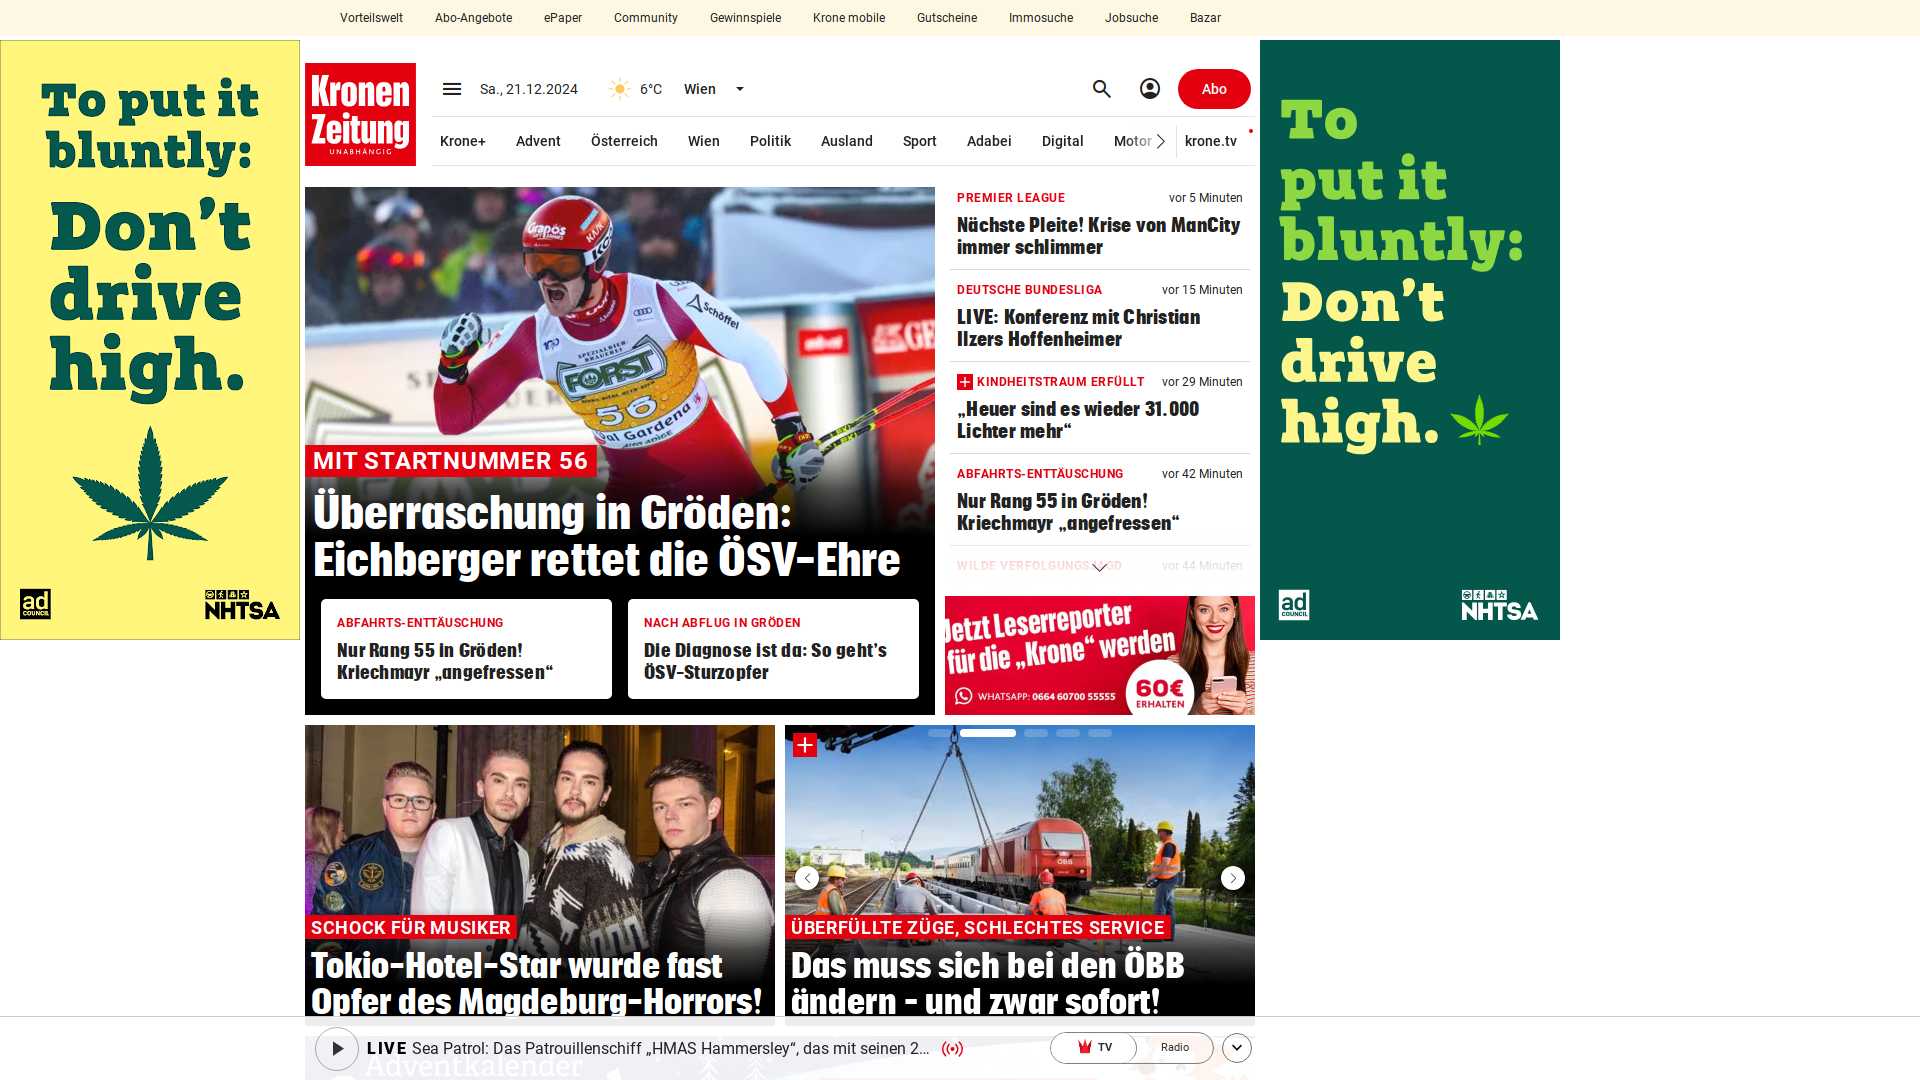 Vorteilswelt Abo-Angebote ePaper Community Gewinnspiele Krone mobile Gutscheine Immosuche Jobsuche Bazar
To put it
bluntly:
Don't
drive
high.
ad
COUNCIL
NHTSA
Kronen
Zeitung
UNABHÄNGIG
Sa., 21.12.2024 6°C Wien
Abo
Krone+ Advent Österreich Wien Politik Ausland Sport Adabei Digital Motor krone.tv
Grapos
Schöffel
SPEZIALBIER-
BRAUEREI
FORST
56
Val Gardena
MIT STARTNUMMER 56
Überraschung in Gröden:
Eichberger rettet die ÖSV-Ehre
ABFAHRTS-ENTTÄUSCHUNG
Nur Rang 55 in Gröden!
Kriechmayr „angefressen“
NACH ABFLUG IN GRÖDEN
Die Diagnose ist da: So geht’s
ÖSV-Sturzopfer
PREMIER LEAGUE vor 5 Minuten
Nächste Pleite! Krise von ManCity
immer schlimmer
DEUTSCHE BUNDESLIGA vor 15 Minuten
LIVE: Konferenz mit Christian
Ilzers Hoffenheimer
KINDHEITSTRAUM ERFÜLLT vor 29 Minuten
„Heuer sind es wieder 31.000
Lichter mehr“
ABFAHRTS-ENTTÄUSCHUNG vor 42 Minuten
Nur Rang 55 in Gröden!
Kriechmayr „angefressen“
WILDE VERFOLGUNGSJAGD vor 44 Minuten
Jetzt Leserreporter
für die „Krone“ werden
WHATSAPP: 0664 60700 55555
60€
ERHALTEN
To
put it
bluntly:
Don't
drive
high.
ad
COUNCIL
NHTSA
SCHOCK FÜR MUSIKER
Tokio-Hotel-Star wurde fast
Opfer des Magdeburg-Horrors!
ÖBB
ÜBERFÜLLTE ZÜGE, SCHLECHTES SERVICE
Das muss sich bei den ÖBB
ändern – und zwar sofort!
LIVE Sea Patrol: Das Patrouillenschiff „HMAS Hammersley“, das mit seinen 2...
TV Radio
Adventkalender